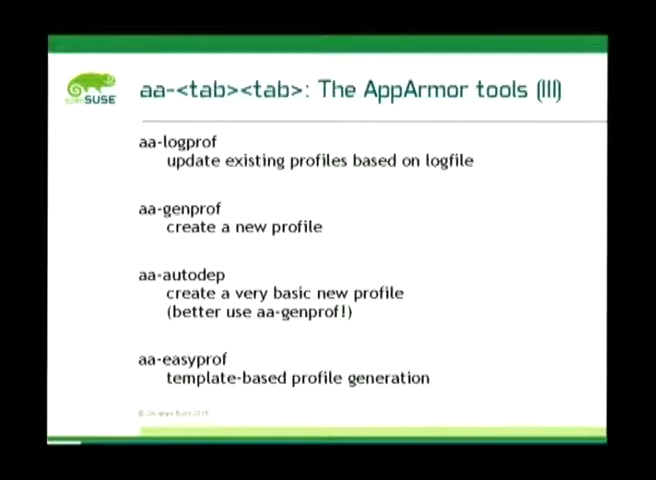 aa-<tab><tab>: The AppArmor tools (III)
openSUSE
aa-logprof
update existing profiles based on logfile
aa-genprof
create a new profile
aa-autodep
create a very basic new profile
(better use aa-genprof!)
aa-easyprof
template-based profile generation